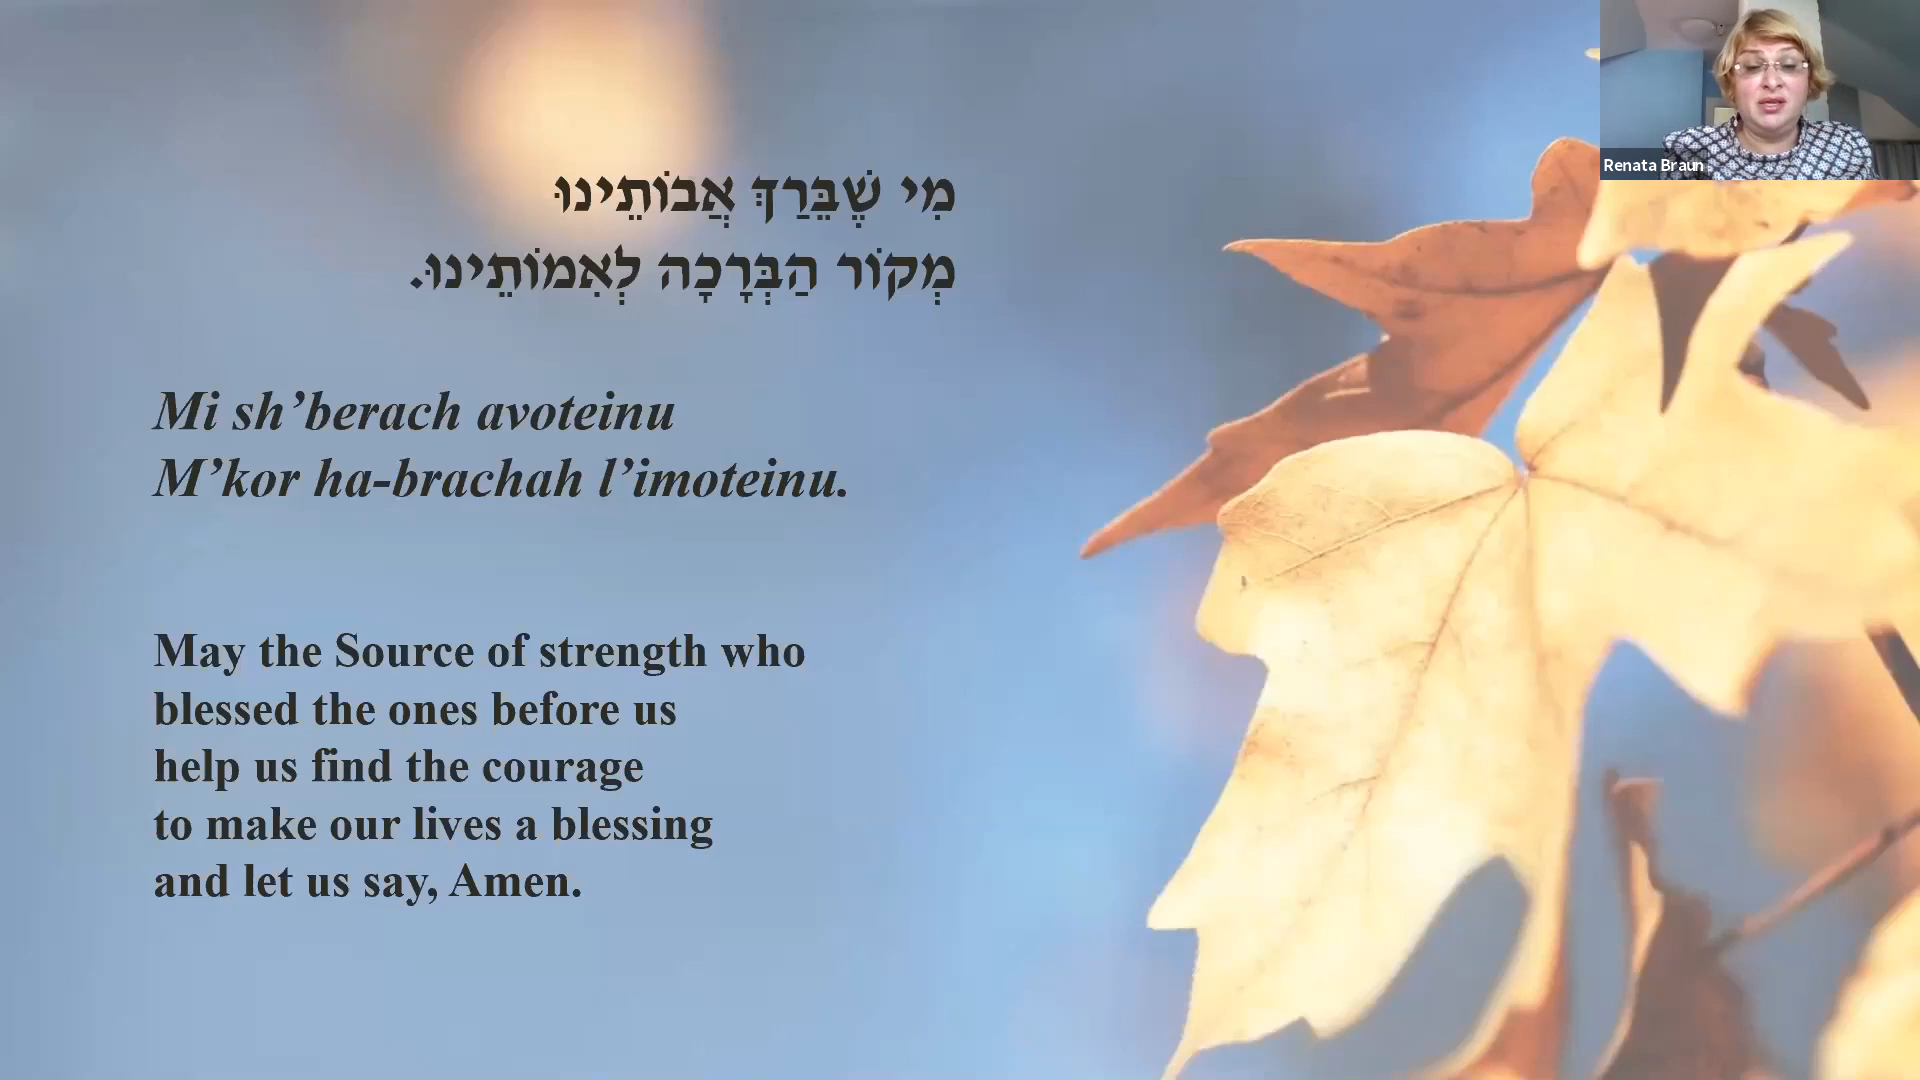 מִי שֶׁבֵּרַךְ אֲבוֹתֵינוּ
מְקוֹר הַבְּרָכָה לְאִמוֹתֵינוּ.
Mi sh’berach avoteinu
M’kor ha-brachah l’imoteinu.
May the Source of strength who
blessed the ones before us
help us find the courage
to make our lives a blessing
and let us say, Amen.
Renata Braun